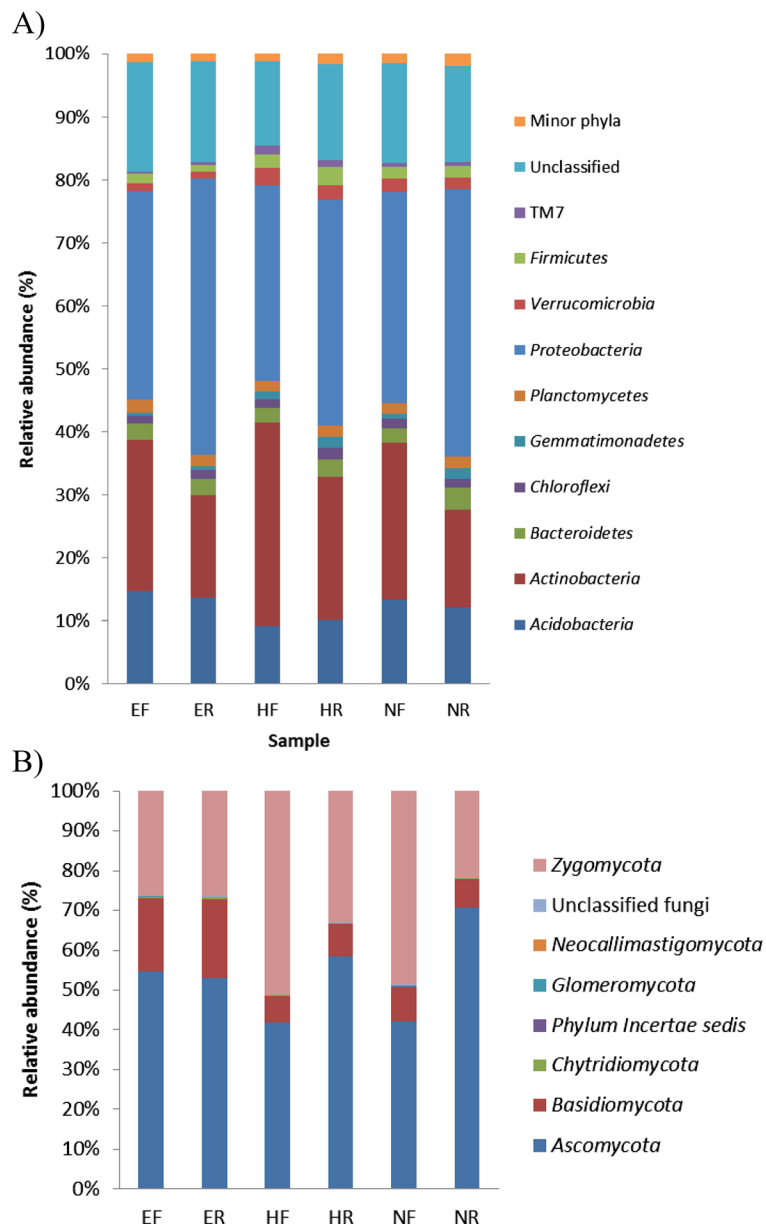 A)
100%
90%
80%
70%
60%
50%
40%
30%
20%
10%
0%
Relative abundance (%)
EF ER HF HR NF NR
Sample
Minor phyla
Unclassified
TM7
Firmicutes
Verrucomicrobia
Proteobacteria
Planctomycetes
Gemmatimonadetes
Chloroflexi
Bacteroidetes
Actinobacteria
Acidobacteria
B)
100%
90%
80%
70%
60%
50%
40%
30%
20%
10%
0%
Relative abundance (%)
EF ER HF HR NF NR
Zygomycota
Unclassified fungi
Neocallimastigomycota
Glomeromycota
Phylum Incertae sedis
Chytridiomycota
Basidiomycota
Ascomycota